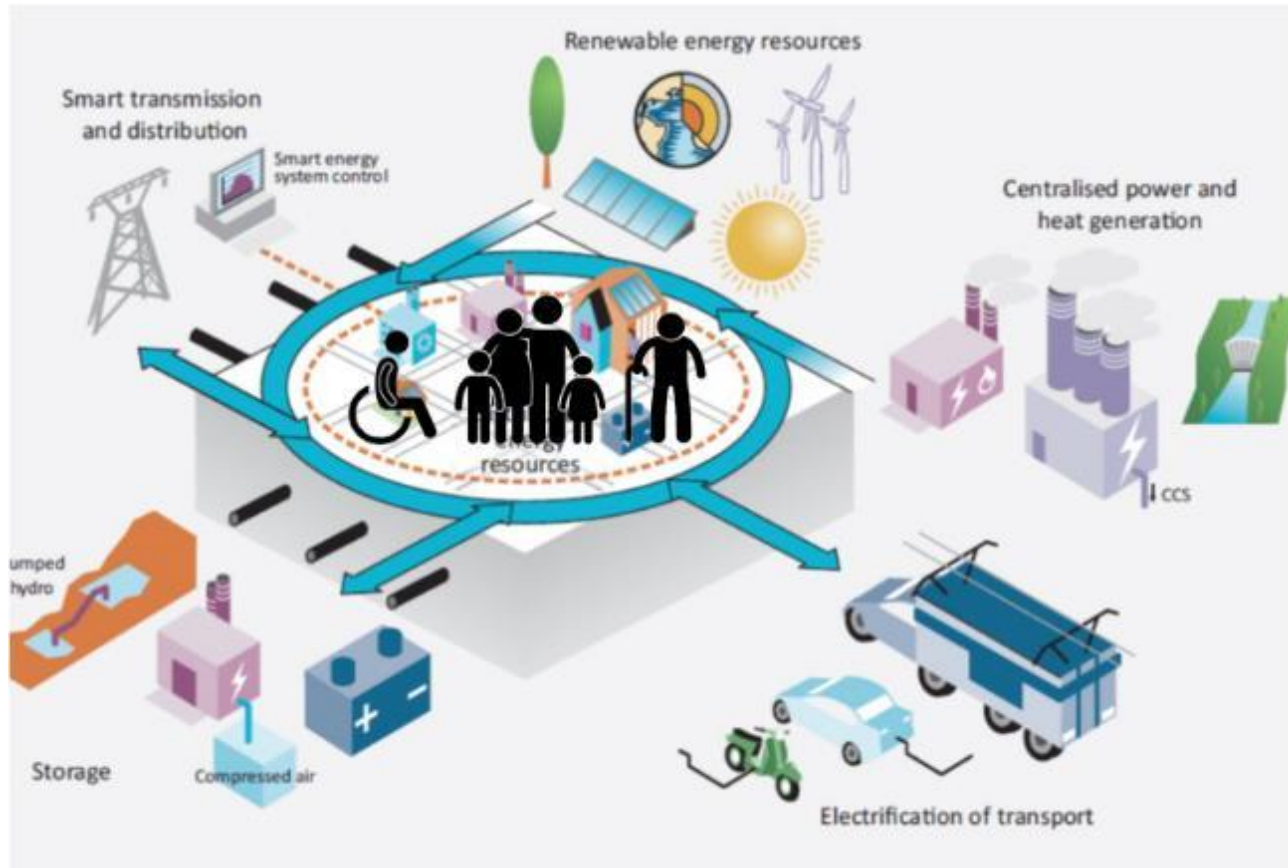 Renewable energy resources
Smart transmission
and distribution
Smart energy
system control
Centralised power and
heat generation
energy
resources
CCS
umped
hydro
Storage
Compressed air
Electrification of transport